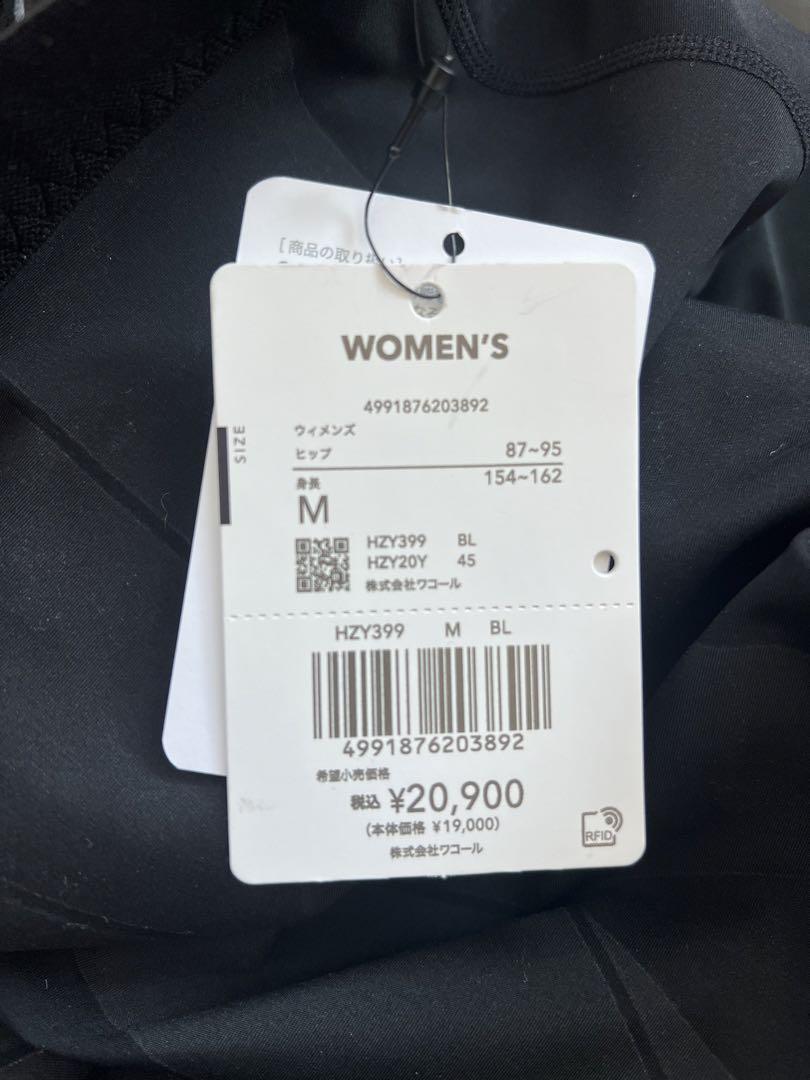 [商品の取り扱い]
WOMEN'S
4991876203892
SIZE
ウィメンズ
ヒップ 87~95
身長 154~162
M
HZY399 BL
HZY20Y 45
株式会社ワコール
HZY399 M BL
4991876203892
希望小売価格
税込 ¥20,900
(本体価格 ¥19,000)
株式会社ワコール
RFID